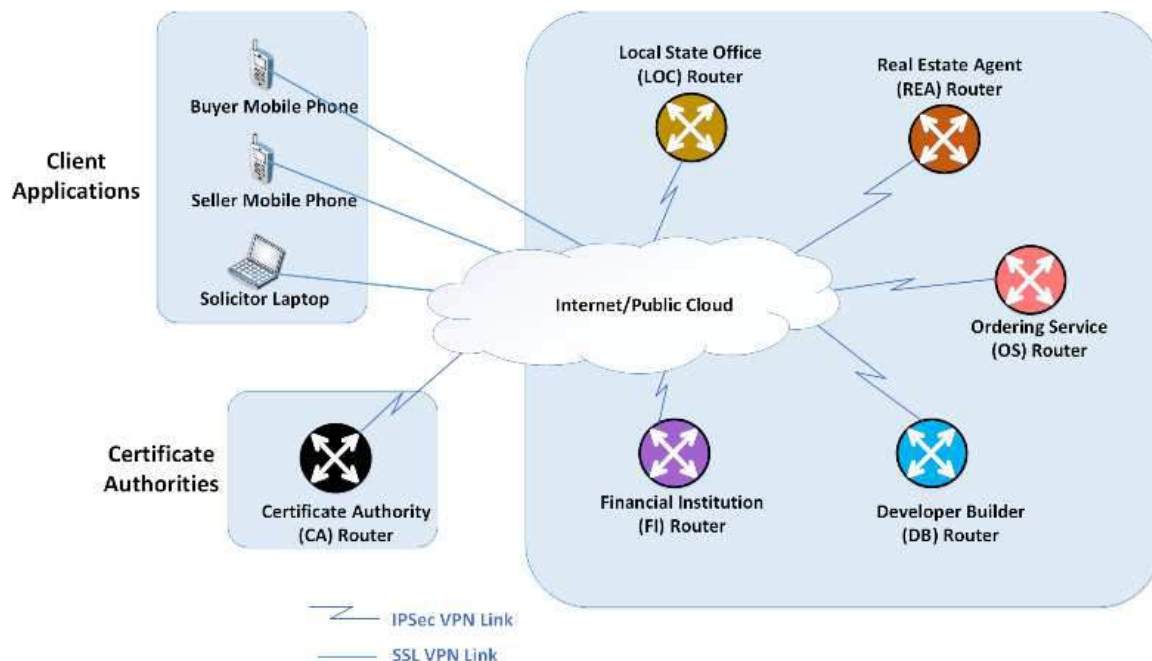 Client
Applications
Buyer Mobile Phone
Seller Mobile Phone
Solicitor Laptop
Local State Office
(LOC) Router
Real Estate Agent
(REA) Router
Internet/Public Cloud
Ordering Service
(OS) Router
Certificate
Authorities
Certificate Authority
(CA) Router
Financial Institution
(FI) Router
Developer Builder
(DB) Router
IPSec VPN Link
SSL VPN Link